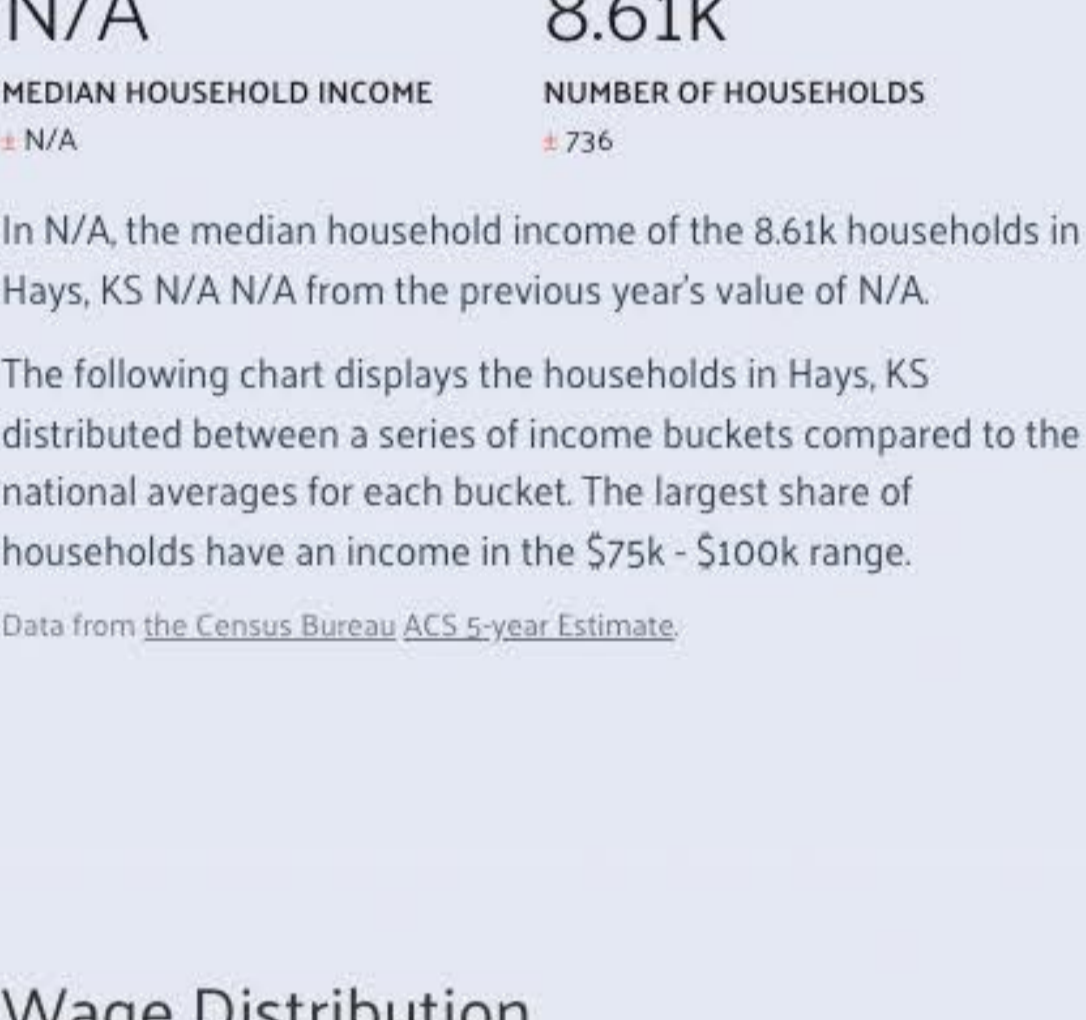 N/A
8.61k
MEDIAN HOUSEHOLD INCOME
NUMBER OF HOUSEHOLDS
± N/A
± 736
In N/A, the median household income of the 8.61k households in
Hays, KS N/A N/A from the previous year's value of N/A.
The following chart displays the households in Hays, KS
distributed between a series of income buckets compared to the
national averages for each bucket. The largest share of
households have an income in the $75k - $100k range.
Data from the Census Bureau ACS 5-year Estimate.
Wage Distribution